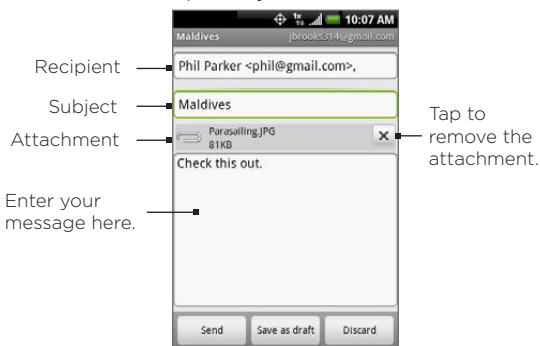 1x
10:07 AM
Maldives
jbrooks314@gmail.com
Recipient
Phil Parker <phil@gmail.com>,
Subject
Maldives
Attachment
Parasailing.JPG
81KB
Tap to
remove the
attachment.
Check this out.
Enter your
message here.
Send
Save as draft
Discard